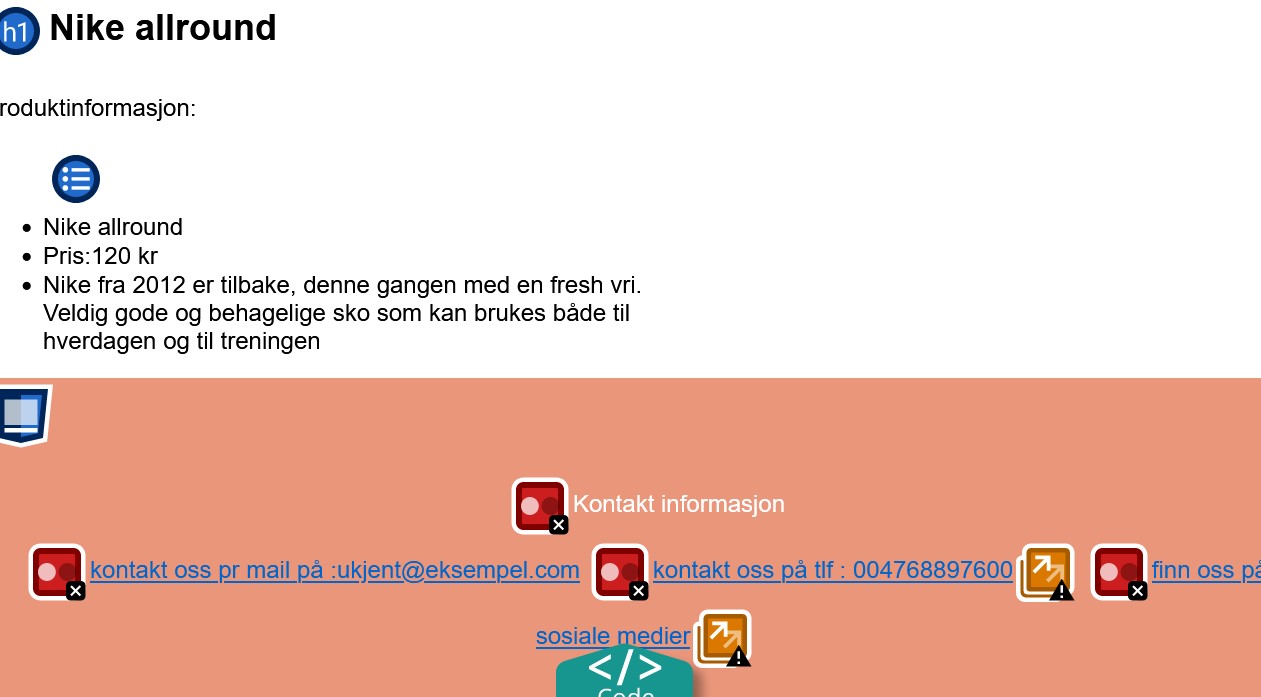 h1 Nike allround
roduktinformasjon:
Nike allround
Pris:120 kr
Nike fra 2012 er tilbake, denne gangen med en fresh vri.
Veldig gode og behagelige sko som kan brukes både til
hverdagen og til treningen
Kontakt informasjon
kontakt oss pr mail på :ukjent@eksempel.com kontakt oss på tlf : 004768897600 finn oss på
sosiale medier
</> 
Code